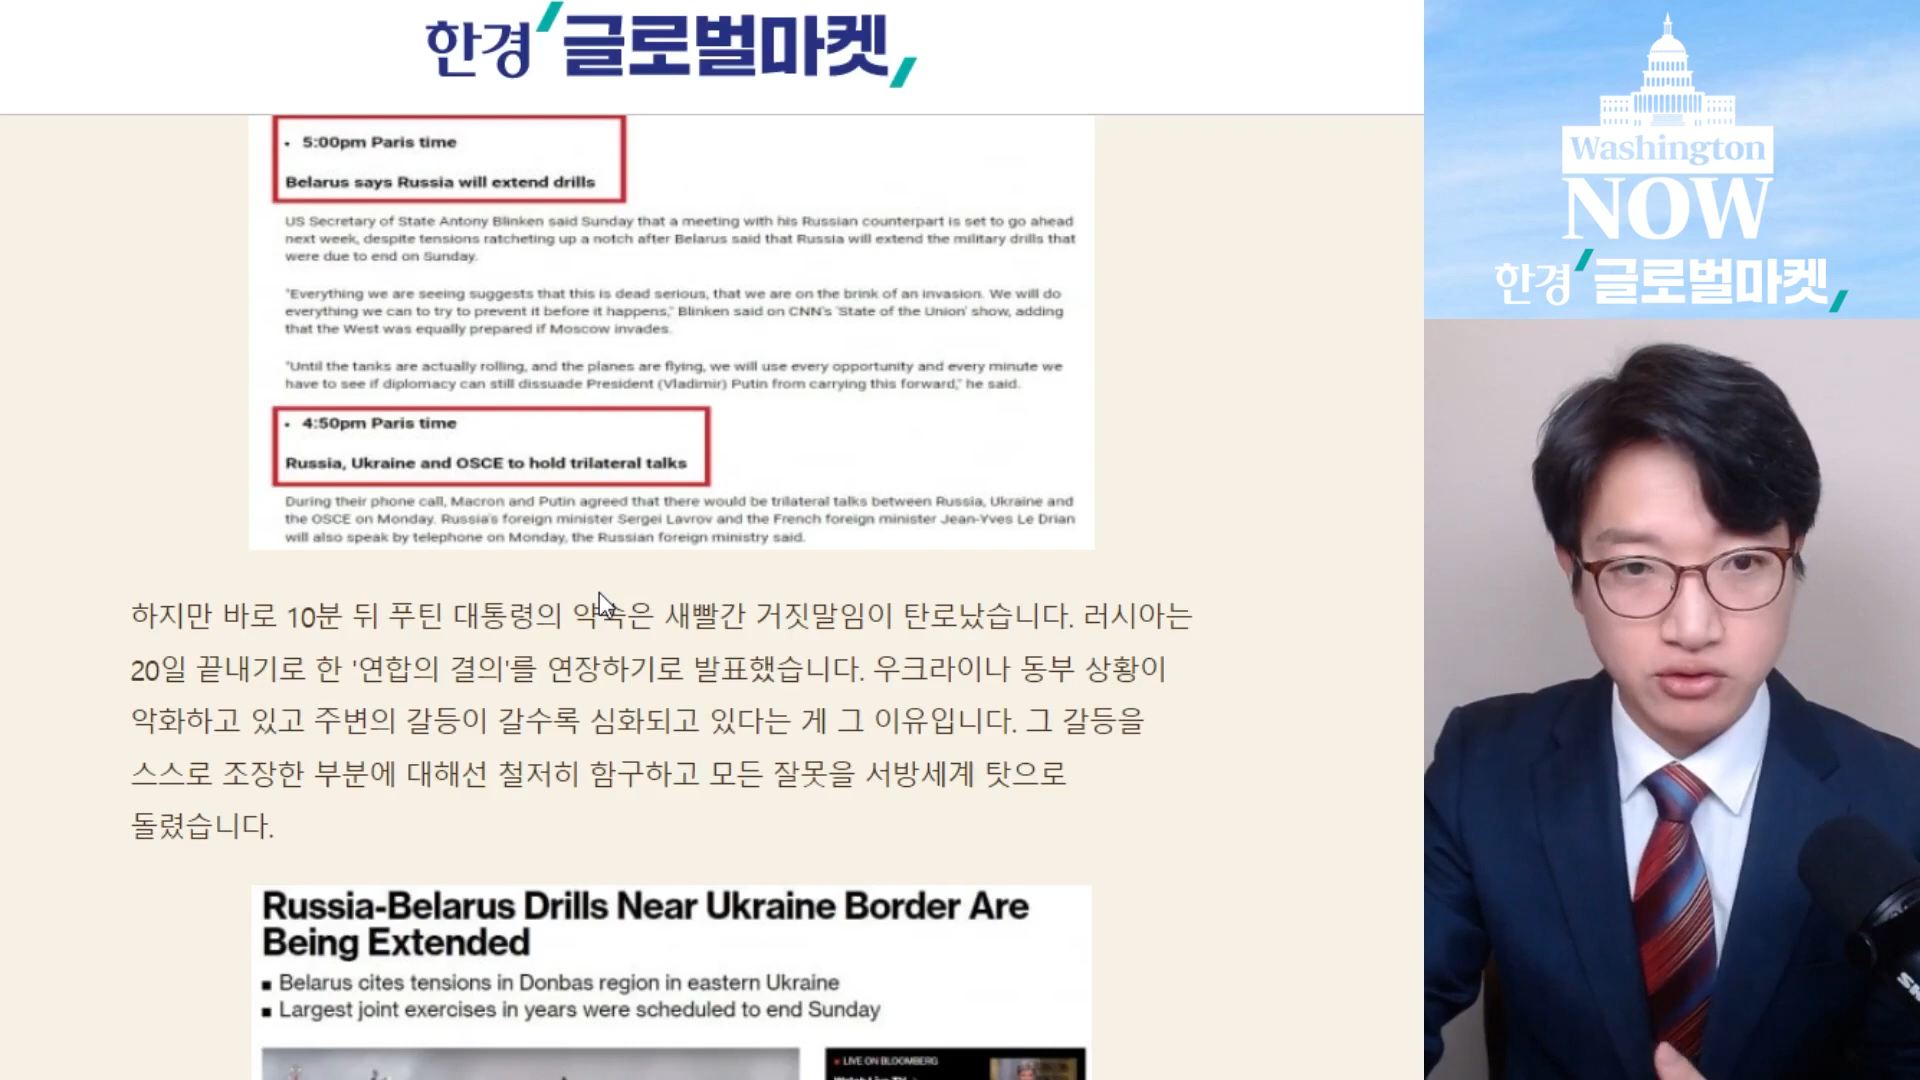 한경 글로벌마켓
• 5:00pm Paris time
Belarus says Russia will extend drills
US Secretary of State Antony Blinken said Sunday that a meeting with his Russian counterpart is set to go ahead
next week, despite tensions ratcheting up a notch after Belarus said that Russia will extend the military drills that
were due to end on Sunday.
"Everything we are seeing suggests that this is dead serious, that we are on the brink of an invasion. We will do
everything we can to try to prevent it before it happens," Blinken said on CNN's 'State of the Union' show, adding
that the West was equally prepared if Moscow invades.
"Until the tanks are actually rolling, and the planes are flying, we will use every opportunity and every minute we
have to see if diplomacy can still dissuade President (Vladimir) Putin from carrying this forward," he said.
• 4:50pm Paris time
Russia, Ukraine and OSCE to hold trilateral talks
During their phone call, Macron and Putin agreed that there would be trilateral talks between Russia, Ukraine and
the OSCE on Monday. Russia's foreign minister Sergei Lavrov and the French foreign minister Jean-Yves Le Drian
will also speak by telephone on Monday, the Russian foreign ministry said.
하지만 바로 10분 뒤 푸틴 대통령의 약속은 새빨간 거짓말임이 탄로났습니다. 러시아는
20일 끝내기로 한 '연합의 결의'를 연장하기로 발표했습니다. 우크라이나 동부 상황이
악화하고 있고 주변의 갈등이 갈수록 심화되고 있다는 게 그 이유입니다. 그 갈등을
스스로 조장한 부분에 대해선 철저히 함구하고 모든 잘못을 서방세계 탓으로
돌렸습니다.
Russia-Belarus Drills Near Ukraine Border Are
Being Extended
■ Belarus cites tensions in Donbas region in eastern Ukraine
■ Largest joint exercises in years were scheduled to end Sunday
• LIVE ON BLOOMBERG
Washington
NOW
한경 글로벌마켓